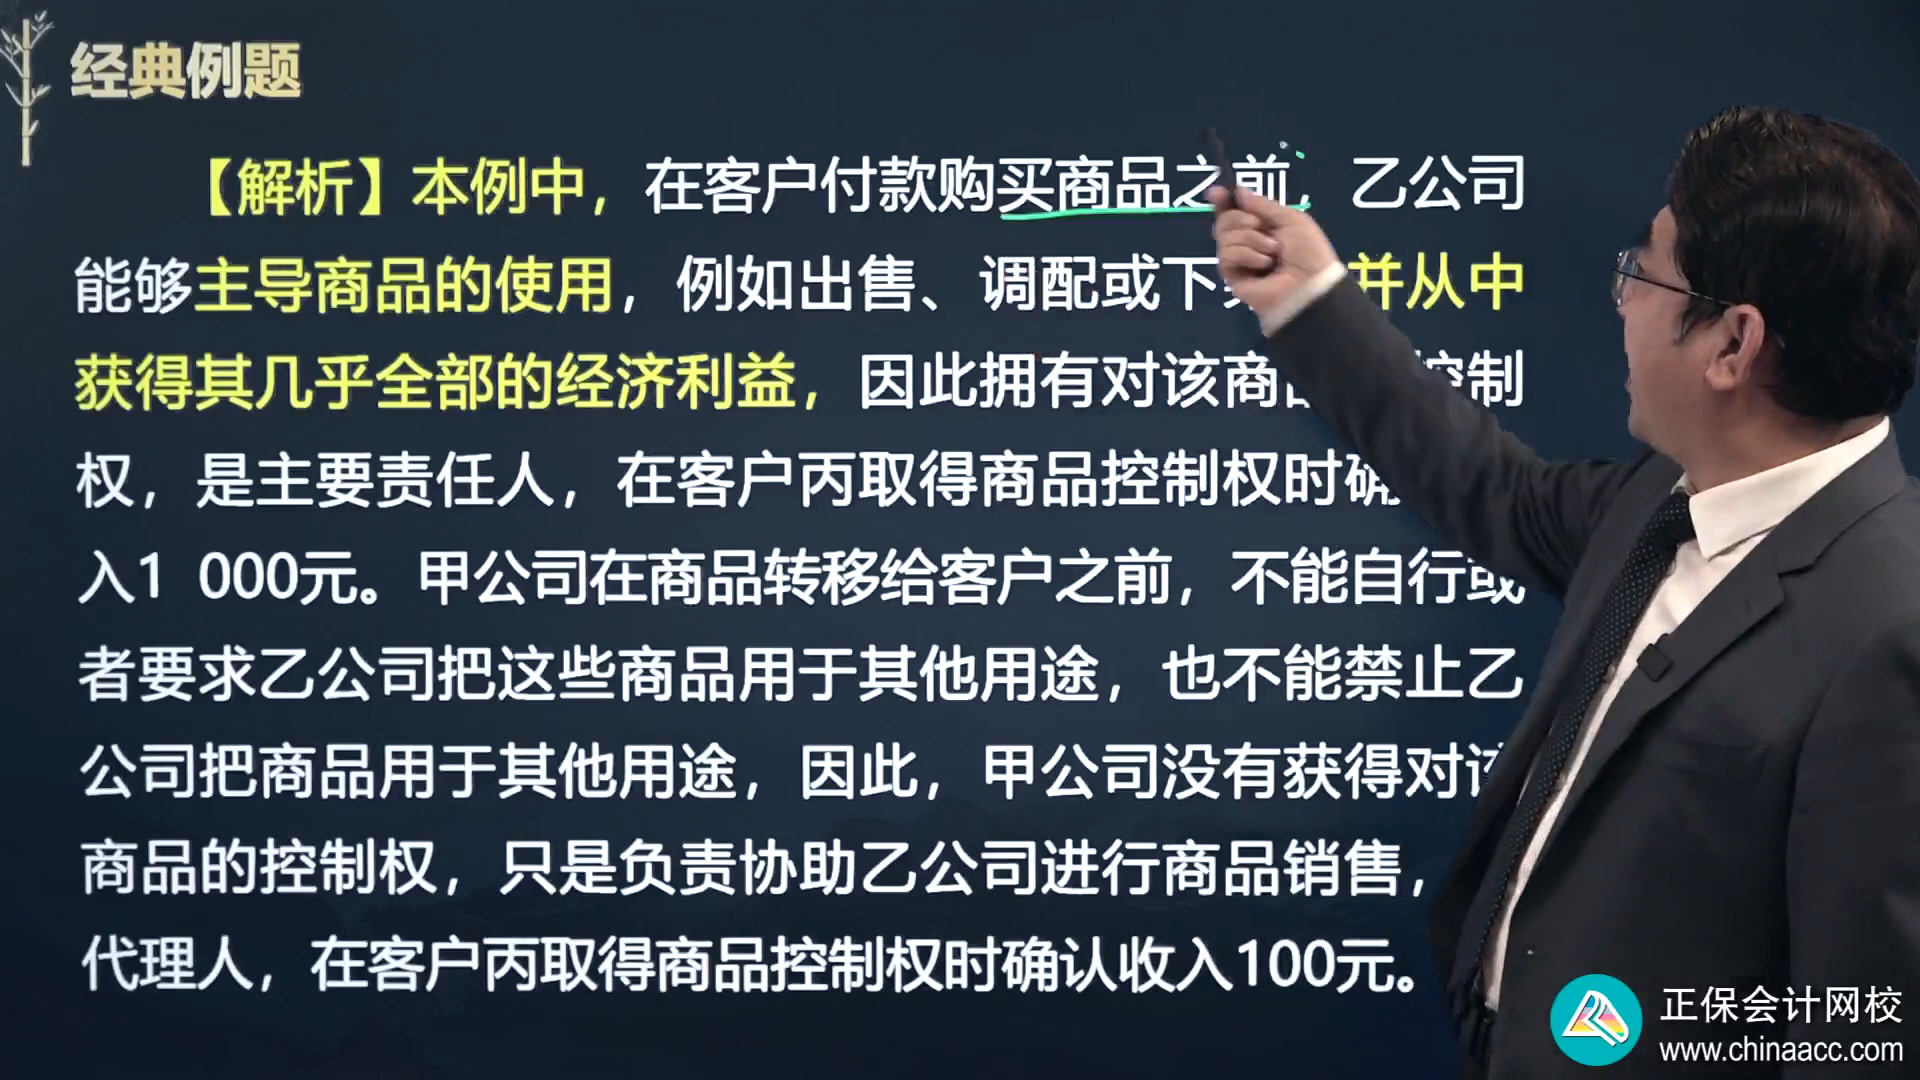 经典例题
【解析】本例中，在客户付款购买商品之前，乙公司
能够主导商品的使用，例如出售、调配或下 并从中
获得其几乎全部的经济利益，因此拥有对该商品 控制
权，是主要责任人，在客户丙取得商品控制权时确
入1 000元。甲公司在商品转移给客户之前，不能自行或
者要求乙公司把这些商品用于其他用途，也不能禁止乙
公司把商品用于其他用途，因此，甲公司没有获得对该
商品的控制权，只是负责协助乙公司进行商品销售，
代理人，在客户丙取得商品控制权时确认收入100元。
正保会计网校
www.chinaacc.com